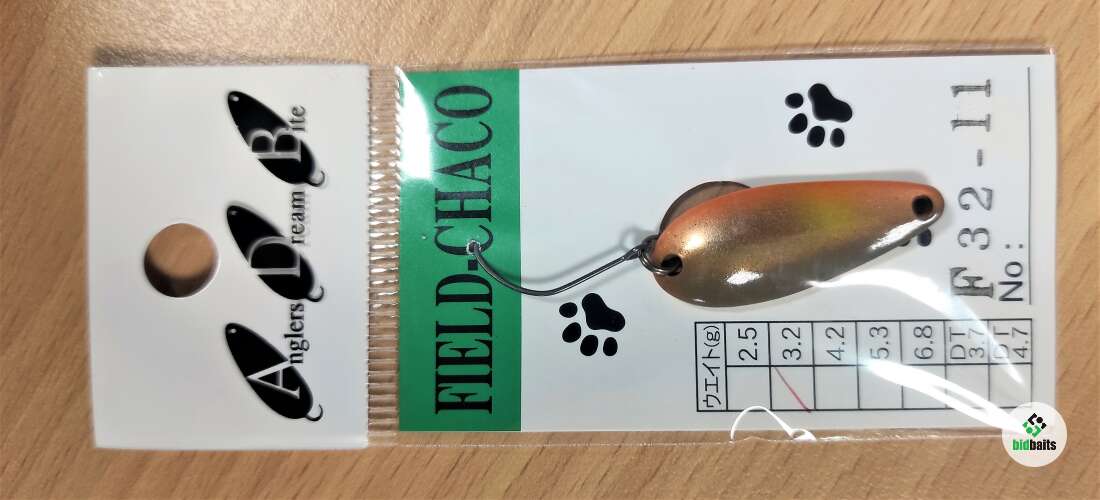 Anglers Dream Bite
FIELD-CHACO
No: F32-11
ウエイト(g)
2.5
3.2
4.2
5.3
6.8
DT 3.7
DT 4.7
bidbaits